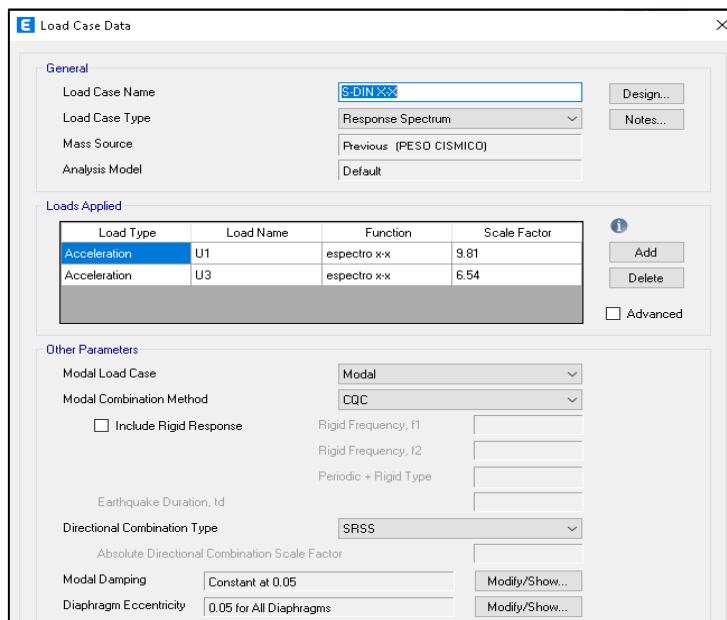 E Load Case Data
General
Load Case Name S-DIN X-X Design...
Load Case Type Response Spectrum Notes...
Mass Source Previous (PESO CISMICO)
Analysis Model Default
Loads Applied
Load Type Load Name Function Scale Factor
Acceleration U1 espectro x-x 9.81 Add
Acceleration U3 espectro x-x 6.54 Delete
Advanced
Other Parameters
Modal Load Case Modal
Modal Combination Method CQC
Include Rigid Response Rigid Frequency, f1
Rigid Frequency, f2
Periodic + Rigid Type
Earthquake Duration, td
Directional Combination Type SRSS
Absolute Directional Combination Scale Factor
Modal Damping Constant at 0.05 Modify/Show...
Diaphragm Eccentricity 0.05 for All Diaphragms Modify/Show...